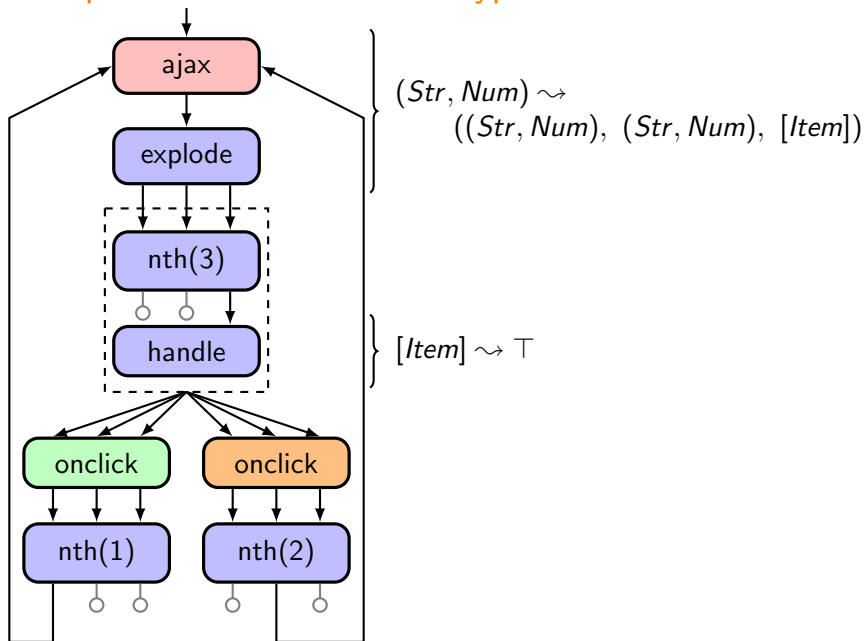 ajax
(Str, Num) ⇝
((Str, Num), (Str, Num), [Item])
explode
nth(3)
handle
[Item] ⇝ ⊤
onclick onclick
nth(1) nth(2)